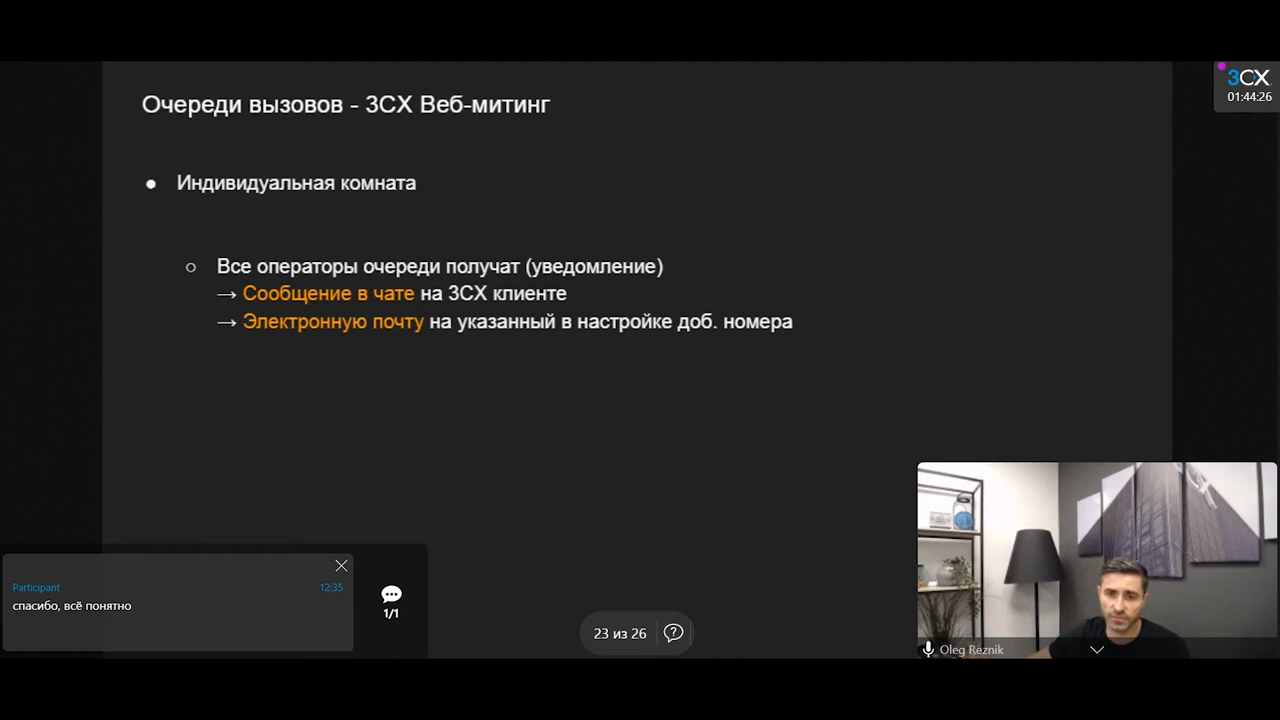 Очереди вызовов - 3CX Веб-митинг
3CX
01:44:26
● Индивидуальная комната
○ Все операторы очереди получат (уведомление)
→ Сообщение в чате на 3CX клиенте
→ Электронную почту на указанный в настройке доб. номера
Participant 12:35
спасибо, всё понятно
1/1
23 из 26
Oleg Reznik